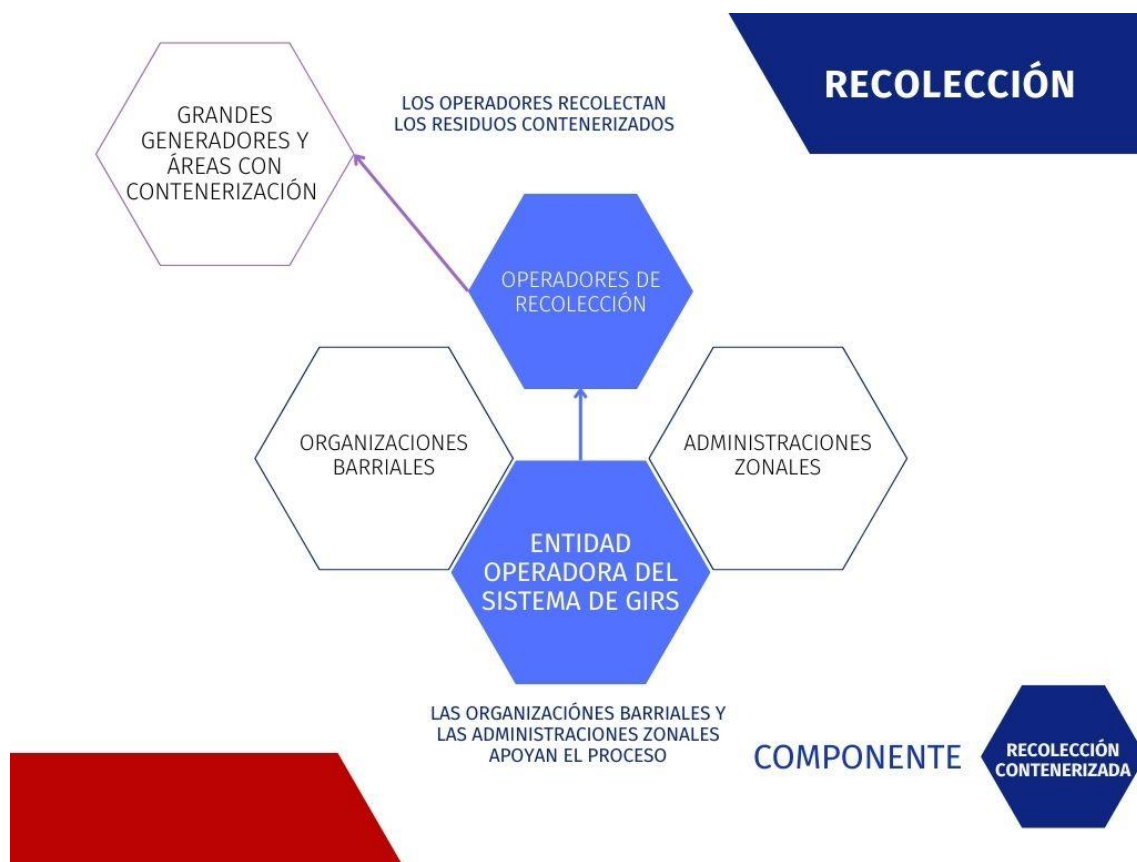 RECOLECCIÓN
GRANDES
GENERADORES Y
ÁREAS CON
CONTENERIZACIÓN
LOS OPERADORES RECOLECTAN
LOS RESIDUOS CONTENERIZADOS
OPERADORES DE
RECOLECCIÓN
ORGANIZACIONES
BARRIALES
ADMINISTRACIONES
ZONALES
ENTIDAD
OPERADORA DEL
SISTEMA DE GIRS
LAS ORGANIZACIÓNES BARRIALES Y
LAS ADMINISTRACIONES ZONALES
APOYAN EL PROCESO
COMPONENTE
RECOLECCIÓN
CONTENERIZADA